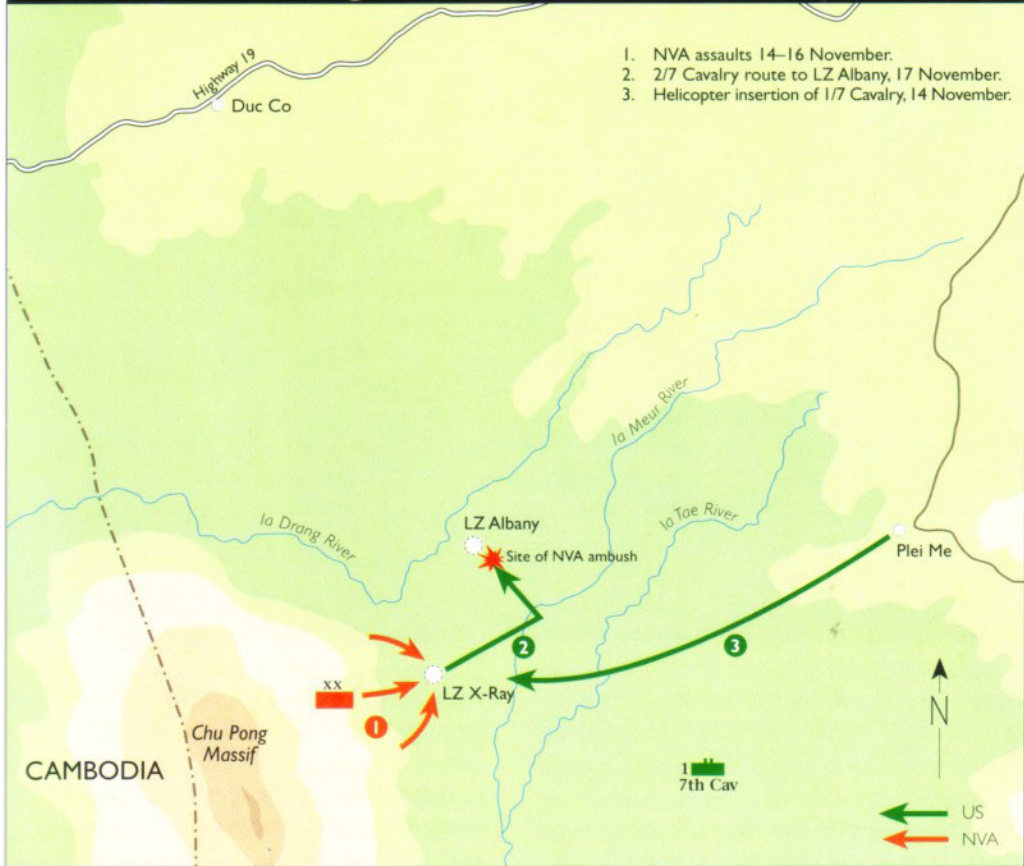 1. NVA assaults 14–16 November.
2. 2/7 Cavalry route to LZ Albany, 17 November.
3. Helicopter insertion of 1/7 Cavalry, 14 November.
Highway 19
Duc Co
Ia Meur River
Ia Drang River
Ia Tae River
LZ Albany
Site of NVA ambush
Plei Me
2
3
XX
LZ X-Ray
1
Chu Pong
Massif
CAMBODIA
N
1
7th Cav
US
NVA